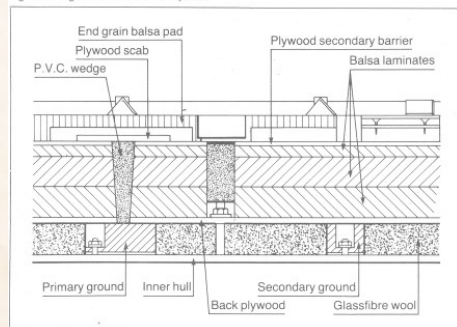 End grain balsa pad
Plywood scab
P.V.C. wedge
Plywood secondary barrier
Balsa laminates
Primary ground
Inner hull
Back plywood
Secondary ground
Glassfibre wool